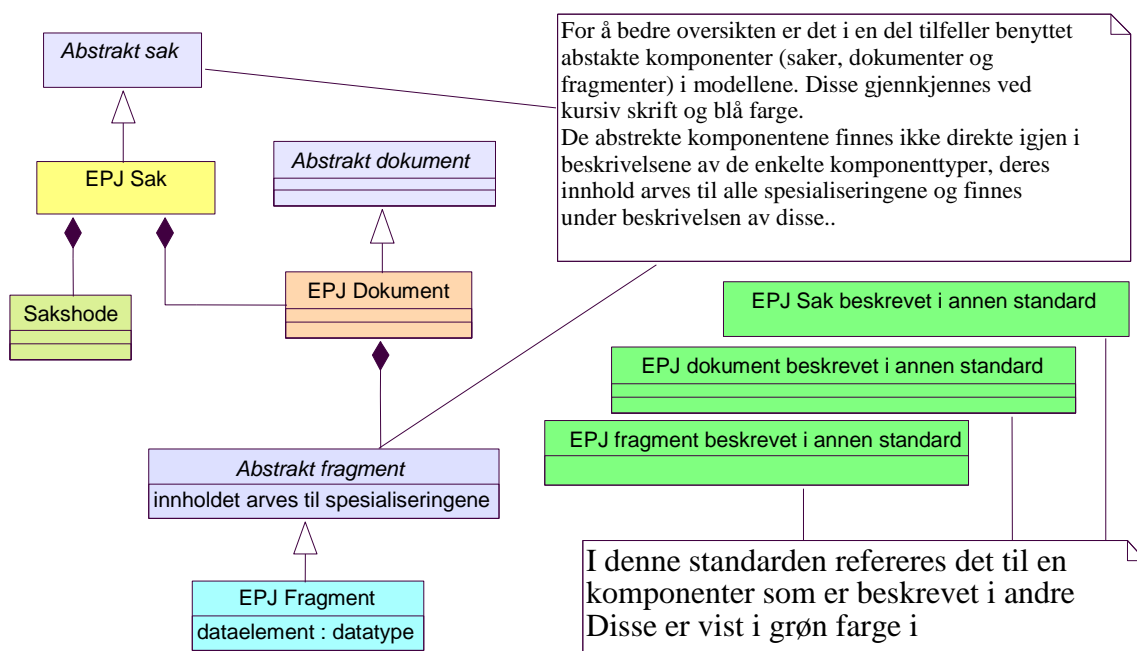 Abstrakt sak
For å bedre oversikten er det i en del tilfeller benyttet
abstakte komponenter (saker, dokumenter og
fragmenter) i modellene. Disse gjennkjennes ved
kursiv skrift og blå farge.
De abstrekte komponentene finnes ikke direkte igjen i
beskrivelsene av de enkelte komponenttyper, deres
innhold arves til alle spesialiseringene og finnes
under beskrivelsen av disse..
EPJ Sak
Abstrakt dokument
Sakshode
EPJ Dokument
EPJ Sak beskrevet i annen standard
EPJ dokument beskrevet i annen standard
EPJ fragment beskrevet i annen standard
Abstrakt fragment
innholdet arves til spesialiseringene
EPJ Fragment
dataelement : datatype
I denne standarden refereres det til en
komponenter som er beskrevet i andre
Disse er vist i grøn farge i